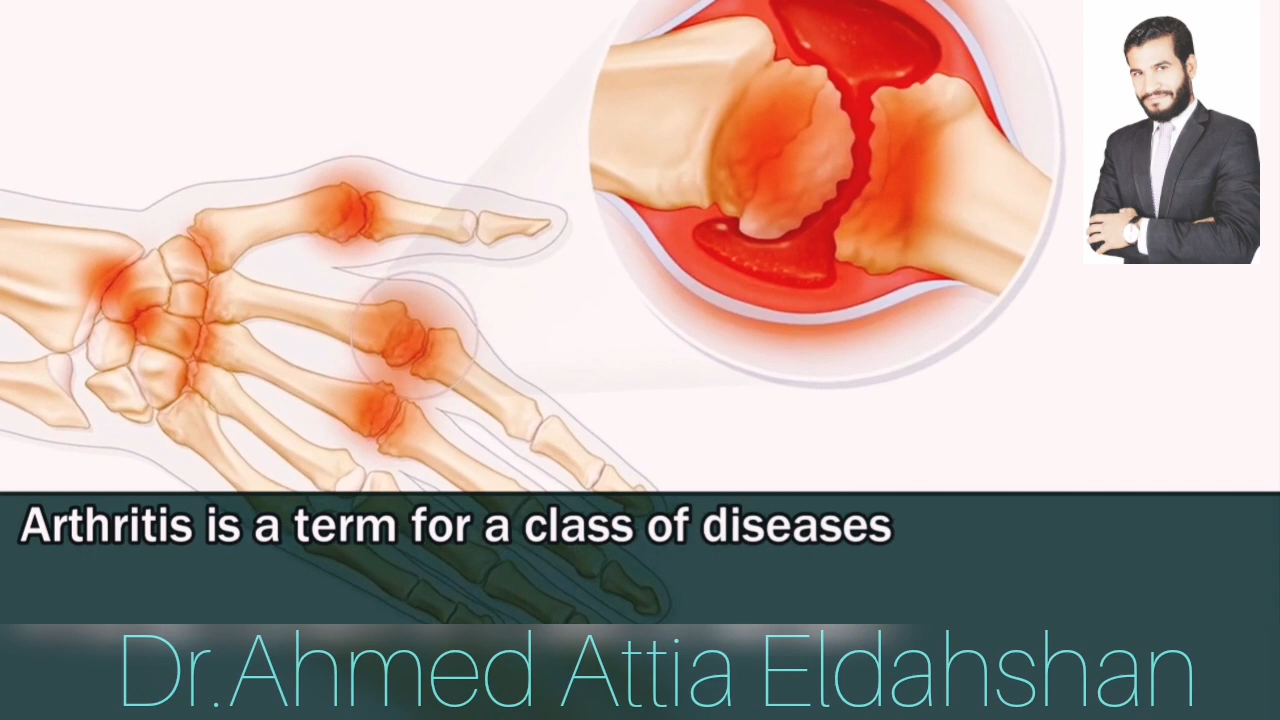 Arthritis is a term for a class of diseases
Dr.Ahmed Attia Eldahshan